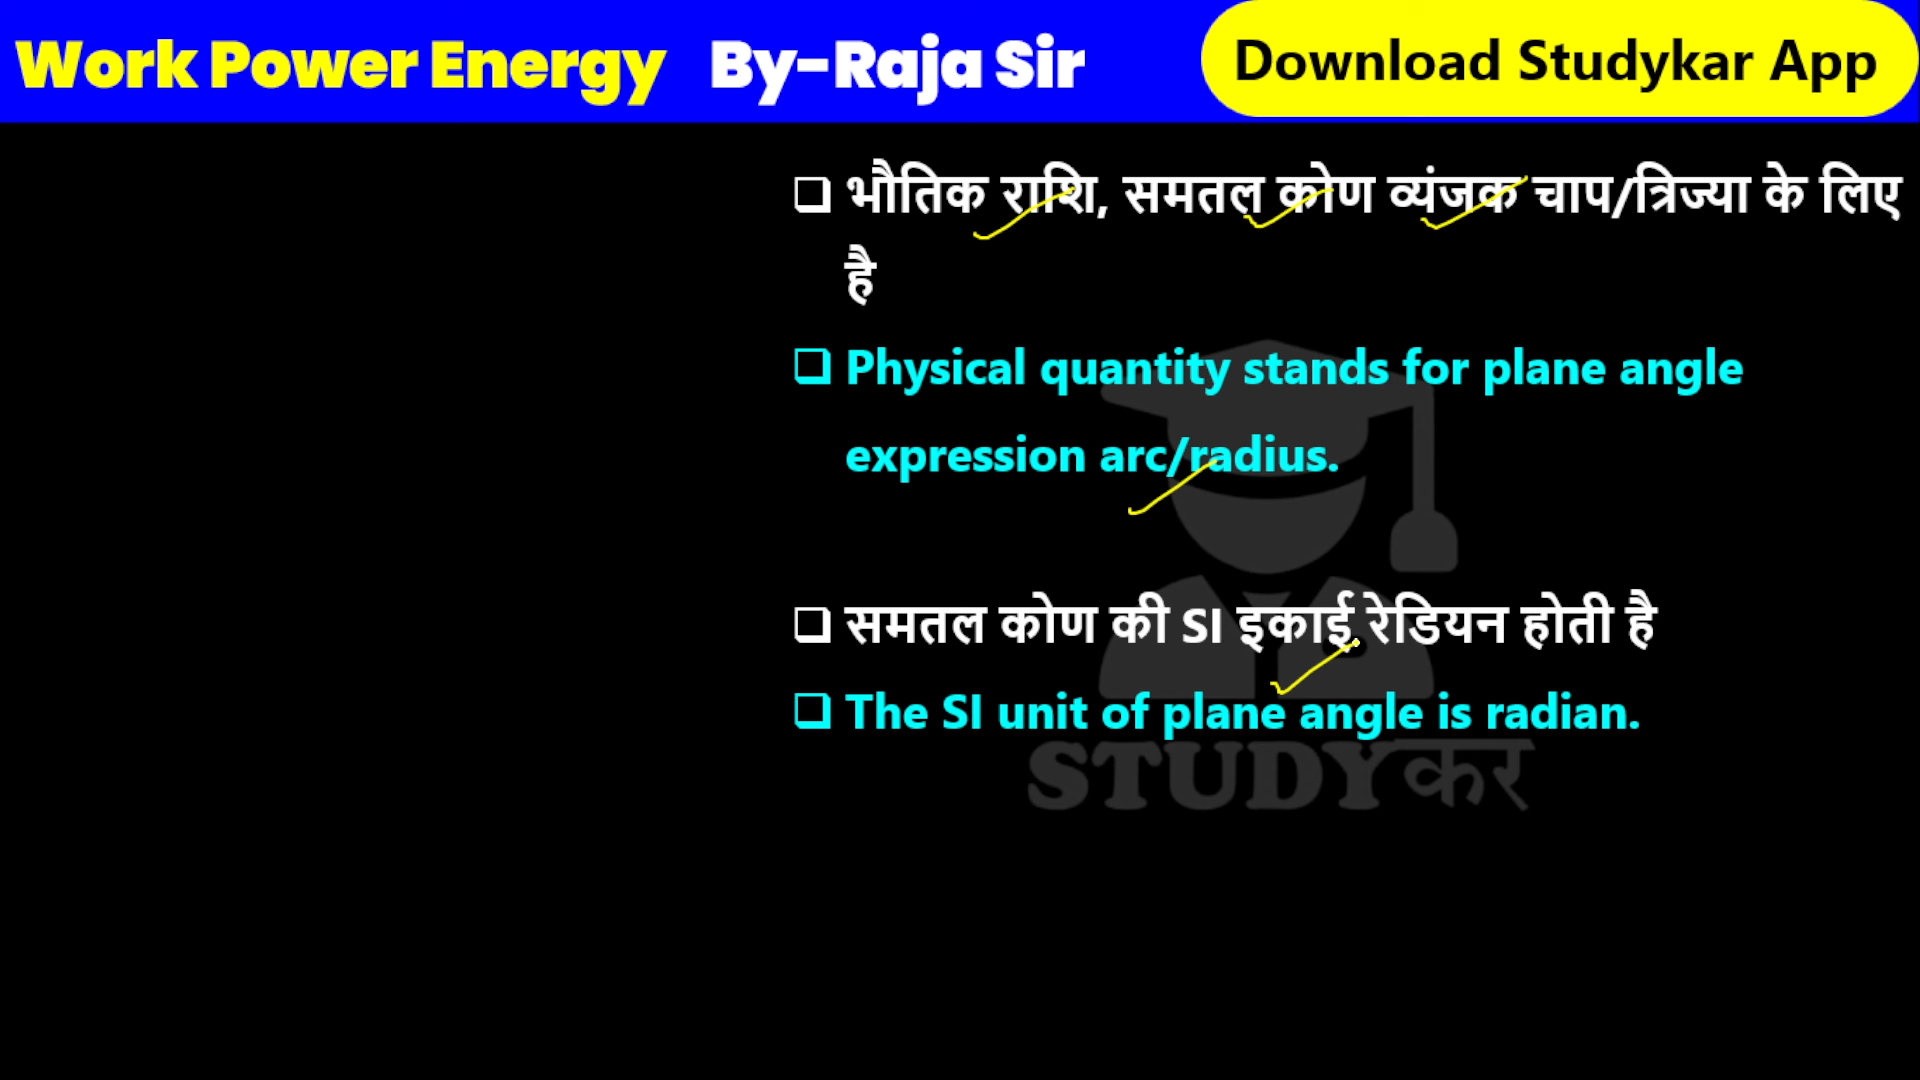 Work Power Energy By-Raja Sir
Download Studykar App
❑ भौतिक राशि, समतल कोण व्यंजक चाप/त्रिज्या के लिए
है
❑ Physical quantity stands for plane angle
expression arc/radius.
❑ समतल कोण की SI इकाई रेडियन होती है
❑ The SI unit of plane angle is radian.
STUDYकर